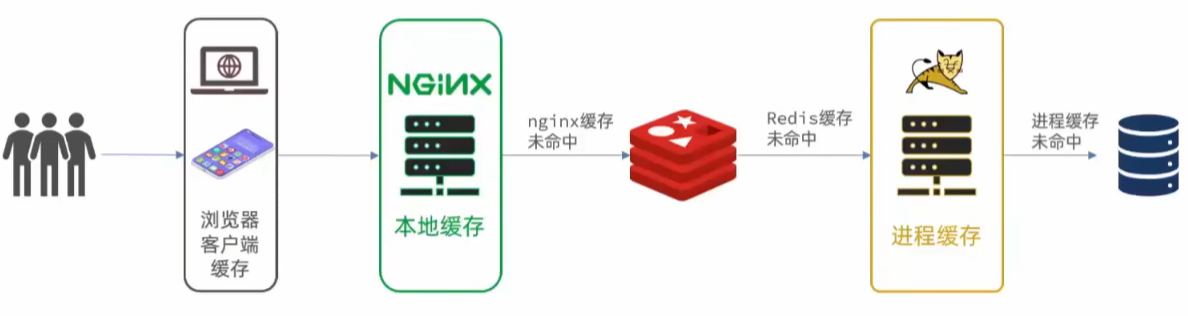 浏览器
客户端
缓存
NGINX
本地缓存
nginx缓存
未命中
Redis缓存
未命中
进程缓存
进程缓存
未命中